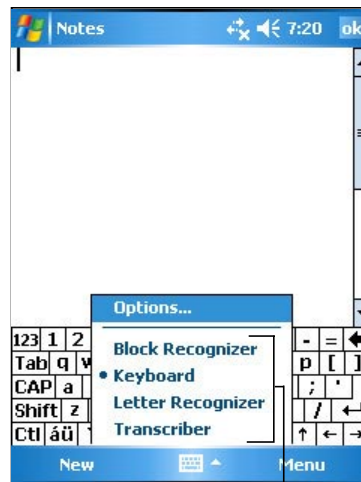 Notes 7:20 ok
Options...
123 1 2 - =
Block Recognizer
Tab q p [ ]
Keyboard
CAP a ; '
Letter Recognizer
Shift z /
Transcriber
Ctl áü ` ↑ ← →
New Menu